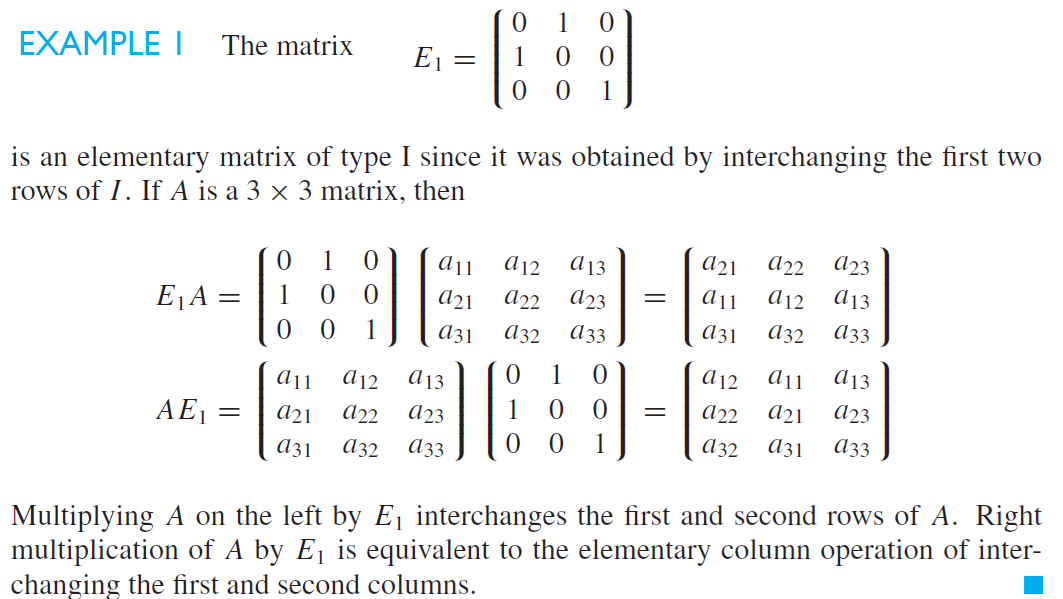 EXAMPLE I The matrix
E₁ =
0 1 0
1 0 0
0 0 1
is an elementary matrix of type I since it was obtained by interchanging the first two
rows of I. If A is a 3 × 3 matrix, then
E₁A =
0 1 0
1 0 0
0 0 1
a₁₁ a₁₂ a₁₃
a₂₁ a₂₂ a₂₃
a₃₁ a₃₂ a₃₃
=
a₂₁ a₂₂ a₂₃
a₁₁ a₁₂ a₁₃
a₃₁ a₃₂ a₃₃
AE₁ =
a₁₁ a₁₂ a₁₃
a₂₁ a₂₂ a₂₃
a₃₁ a₃₂ a₃₃
0 1 0
1 0 0
0 0 1
=
a₁₂ a₁₁ a₁₃
a₂₂ a₂₁ a₂₃
a₃₂ a₃₁ a₃₃
Multiplying A on the left by E₁ interchanges the first and second rows of A. Right
multiplication of A by E₁ is equivalent to the elementary column operation of inter-
changing the first and second columns.